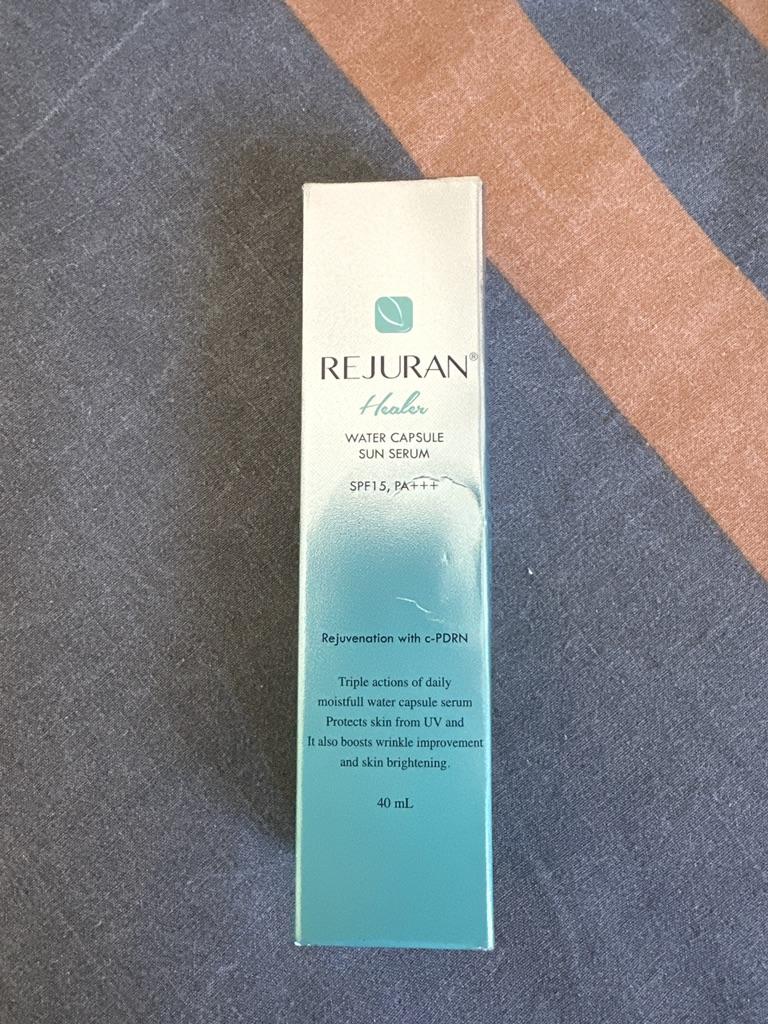 REJURAN®
Healer
WATER CAPSULE
SUN SERUM
SPF15, PA+++
Rejuvenation with c-PDRN
Triple actions of daily
moistfull water capsule serum
Protects skin from UV and
It also boosts wrinkle improvement
and skin brightening.
40 mL